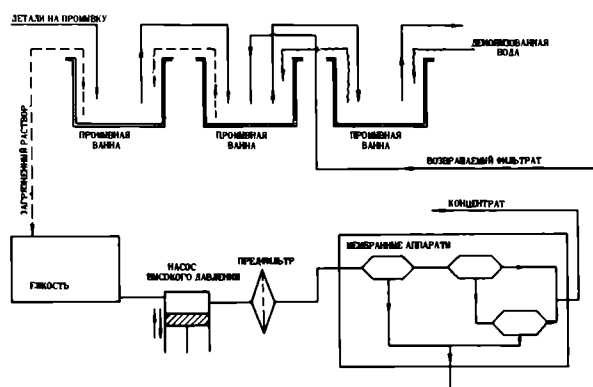 ДЕТАЛИ НА ПРОМЫВКУ
ДЕИОНИЗОВАННАЯ
ВОДА
ПРОМЫВНАЯ
ВАННА
ПРОМЫВНАЯ
ВАННА
ПРОМЫВНАЯ
ВАННА
ЗАГРЯЗНЕННЫЙ РАСТВОР
ВОЗВРАЩАЕМЫЙ ФИЛЬТРАТ
КОНЦЕНТРАТ
МЕМБРАННЫЕ АППАРАТЫ
ПРЕДФИЛЬТР
НАСОС
ВЫСОКОГО ДАВЛЕНИЯ
ЕМКОСТЬ